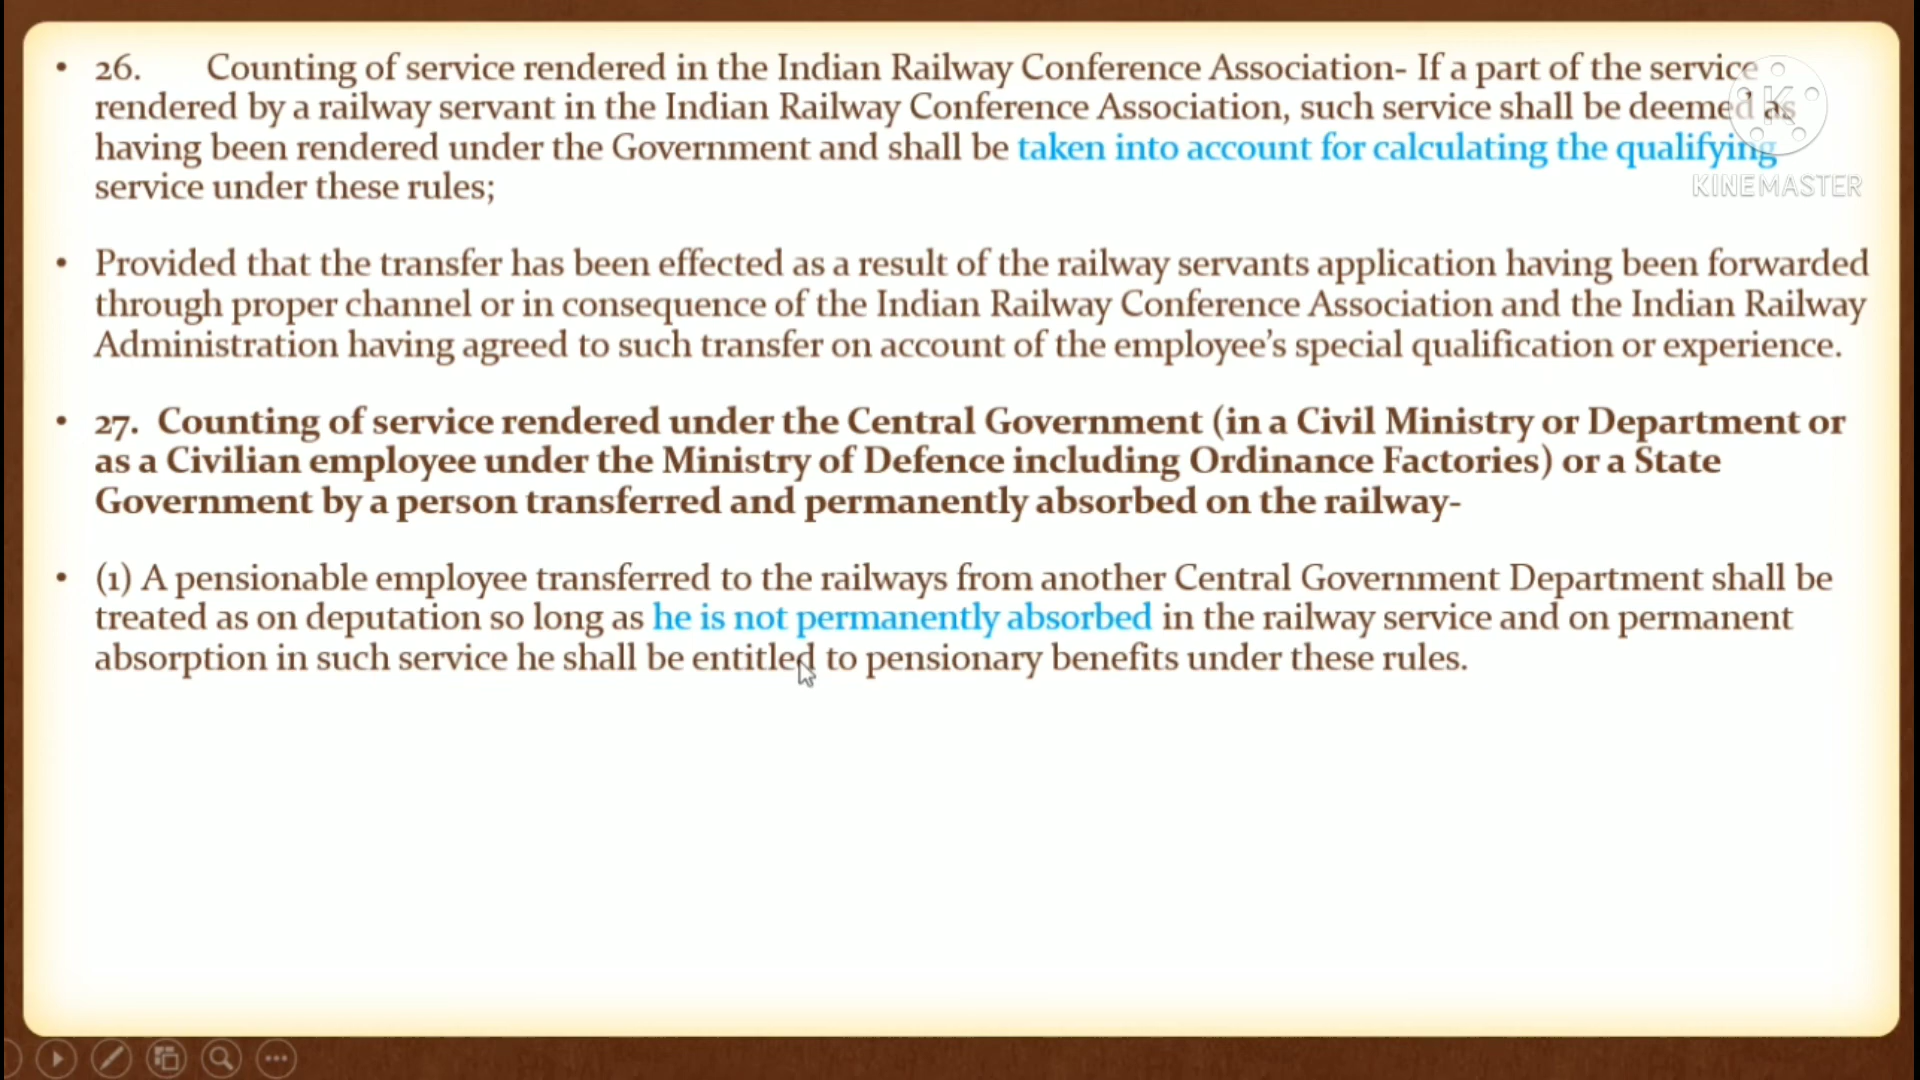 • 26. Counting of service rendered in the Indian Railway Conference Association- If a part of the service
rendered by a railway servant in the Indian Railway Conference Association, such service shall be deemed as
having been rendered under the Government and shall be taken into account for calculating the qualifying
service under these rules;
• Provided that the transfer has been effected as a result of the railway servants application having been forwarded
through proper channel or in consequence of the Indian Railway Conference Association and the Indian Railway
Administration having agreed to such transfer on account of the employee’s special qualification or experience.
• 27. Counting of service rendered under the Central Government (in a Civil Ministry or Department or
as a Civilian employee under the Ministry of Defence including Ordinance Factories) or a State
Government by a person transferred and permanently absorbed on the railway-
• (1) A pensionable employee transferred to the railways from another Central Government Department shall be
treated as on deputation so long as he is not permanently absorbed in the railway service and on permanent
absorption in such service he shall be entitled to pensionary benefits under these rules.
K
KINEMASTER